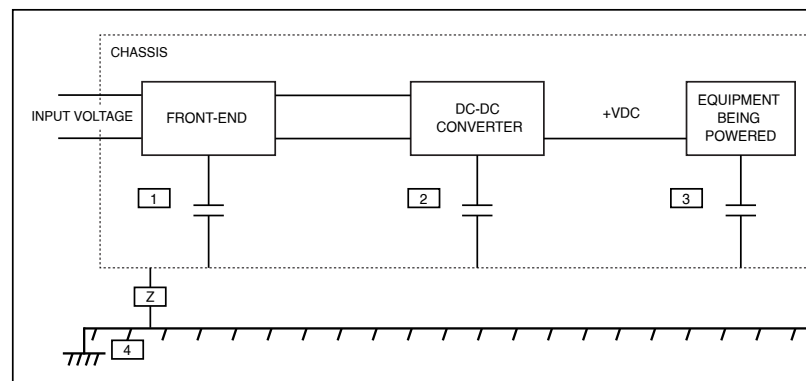 CHASSIS
INPUT VOLTAGE
FRONT-END
DC-DC
CONVERTER
+VDC
EQUIPMENT
BEING
POWERED
1
2
3
Z
4